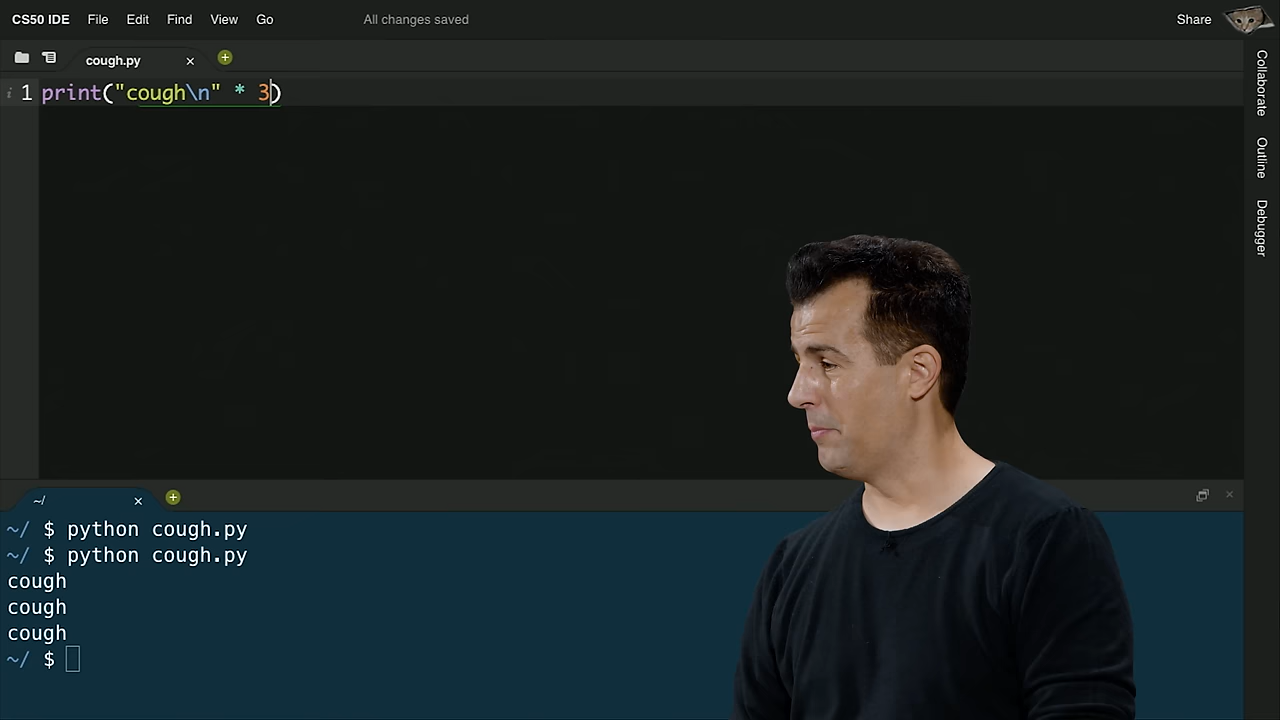 CS50 IDE File Edit Find View Go All changes saved Share
cough.py
1 print("cough\n" * 3)
Collaborate
Outline
Debugger
~/
~/ $ python cough.py
~/ $ python cough.py
cough
cough
cough
~/ $